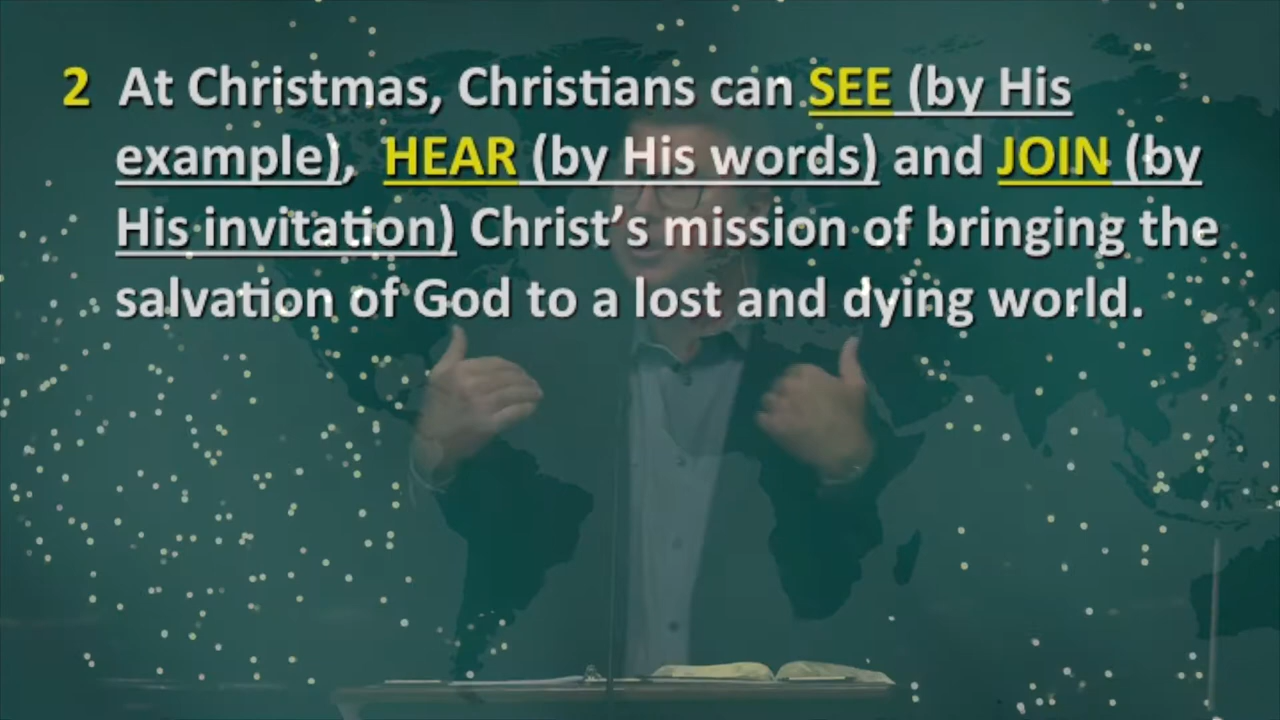 2 At Christmas, Christians can SEE (by His
example), HEAR (by His words) and JOIN (by
His invitation) Christ's mission of bringing the
salvation of God to a lost and dying world.